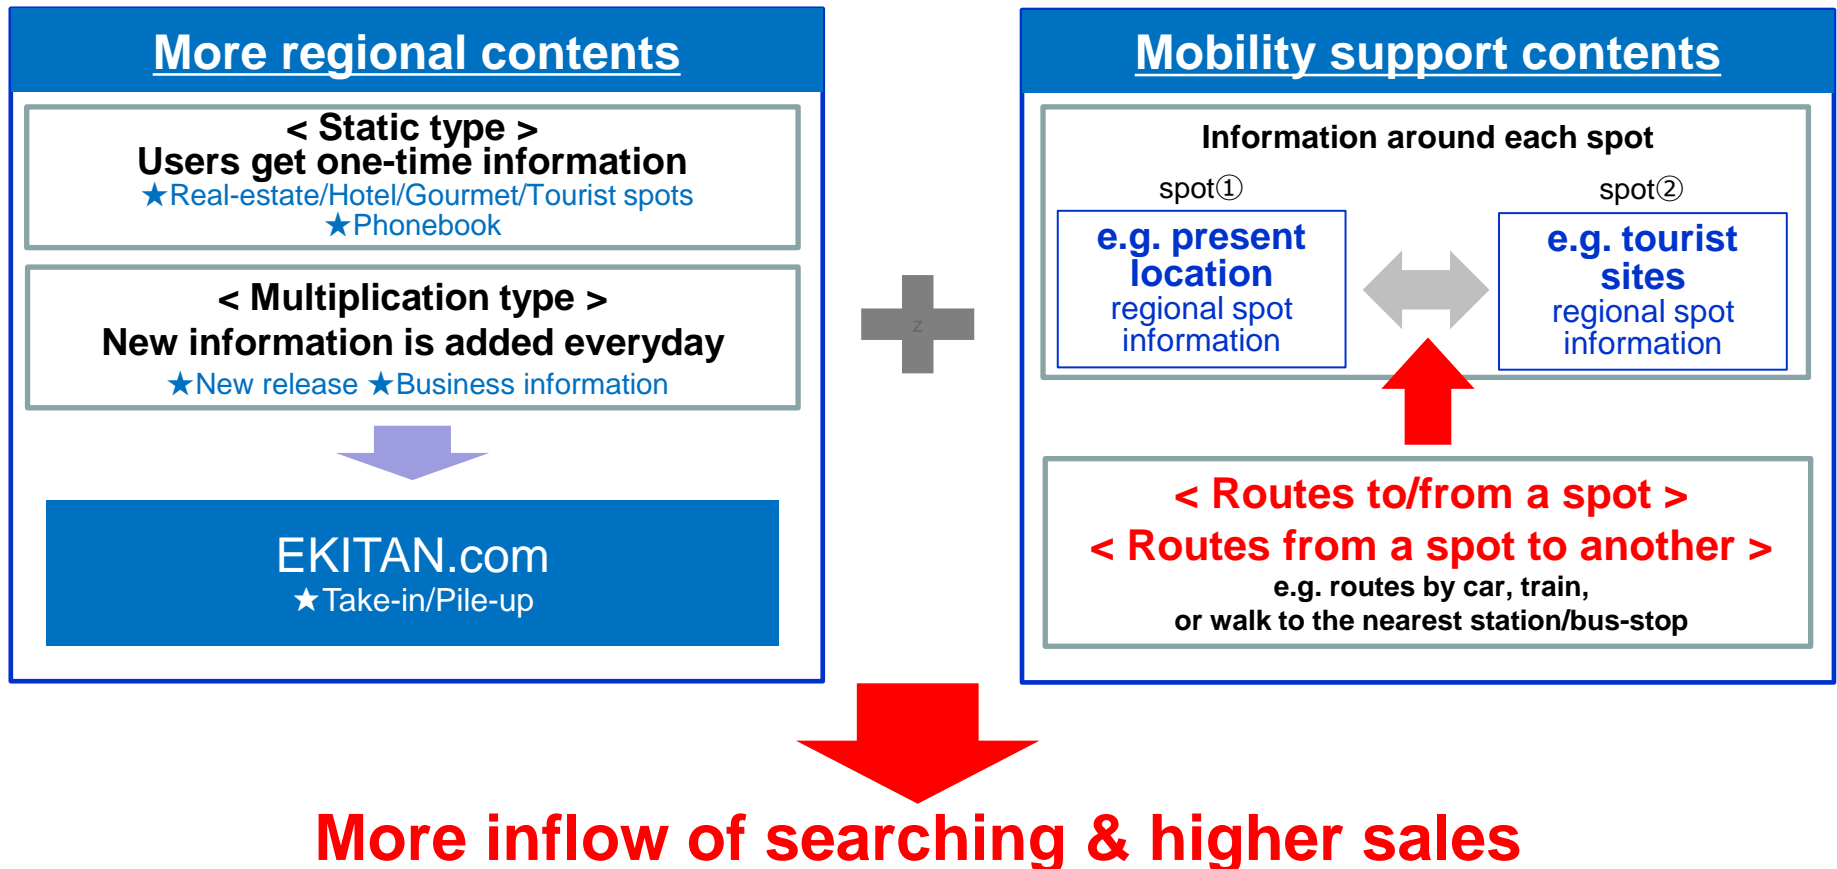 More regional contents
< Static type >
Users get one-time information
★Real-estate/Hotel/Gourmet/Tourist spots
★Phonebook
< Multiplication type >
New information is added everyday
★New release ★Business information
EKITAN.com
★Take-in/Pile-up
z
Mobility support contents
Information around each spot
spot①
e.g. present
location
regional spot
information
spot②
e.g. tourist
sites
regional spot
information
< Routes to/from a spot >
< Routes from a spot to another >
e.g. routes by car, train,
or walk to the nearest station/bus-stop
More inflow of searching & higher sales